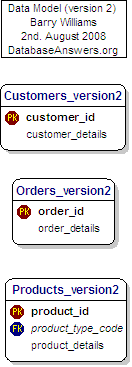 Data Model (version 2)
Barry Williams
2nd. August 2008
DatabaseAnswers.org
Customers_version2
PK customer_id
customer_details
Orders_version2
PK order_id
order_details
Products_version2
PK product_id
FK product_type_code
product_details